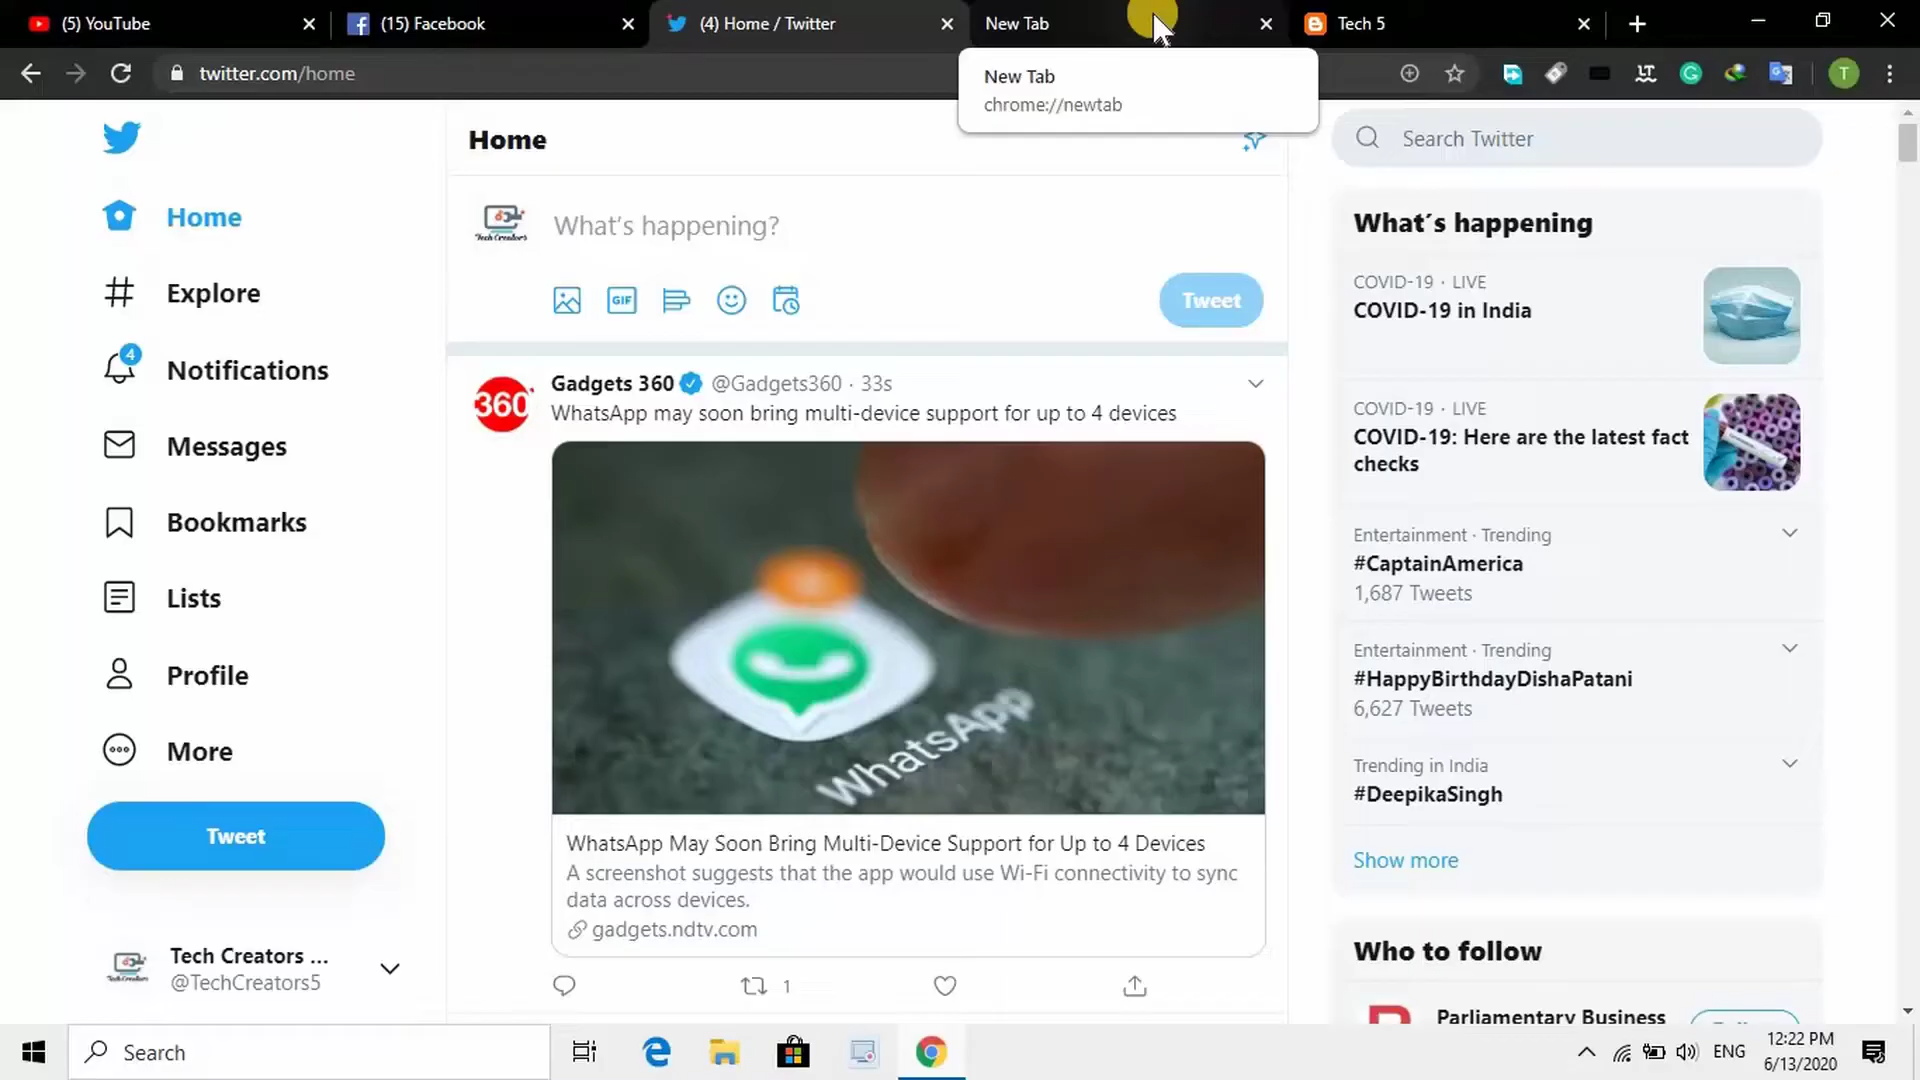 (5) YouTube
(15) Facebook
(4) Home / Twitter
New Tab
Tech 5
twitter.com/home
New Tab
chrome://newtab
T
Home
Search Twitter
Home
Explore
4
Notifications
Messages
Bookmarks
Lists
Profile
More
Tweet
Tech Creators ...
@TechCreators5
Tech Creators
What's happening?
GIF
Tweet
360
Gadgets 360 @Gadgets360 · 33s
WhatsApp may soon bring multi-device support for up to 4 devices
WhatsApp
WhatsApp May Soon Bring Multi-Device Support for Up to 4 Devices
A screenshot suggests that the app would use Wi-Fi connectivity to sync
data across devices.
gadgets.ndtv.com
1
What's happening
COVID-19 · LIVE
COVID-19 in India
COVID-19 · LIVE
COVID-19: Here are the latest fact
checks
Entertainment · Trending
#CaptainAmerica
1,687 Tweets
Entertainment · Trending
#HappyBirthdayDishaPatani
6,627 Tweets
Trending in India
#DeepikaSingh
Show more
Who to follow
Parliamentary Business
Search
ENG
12:22 PM
6/13/2020